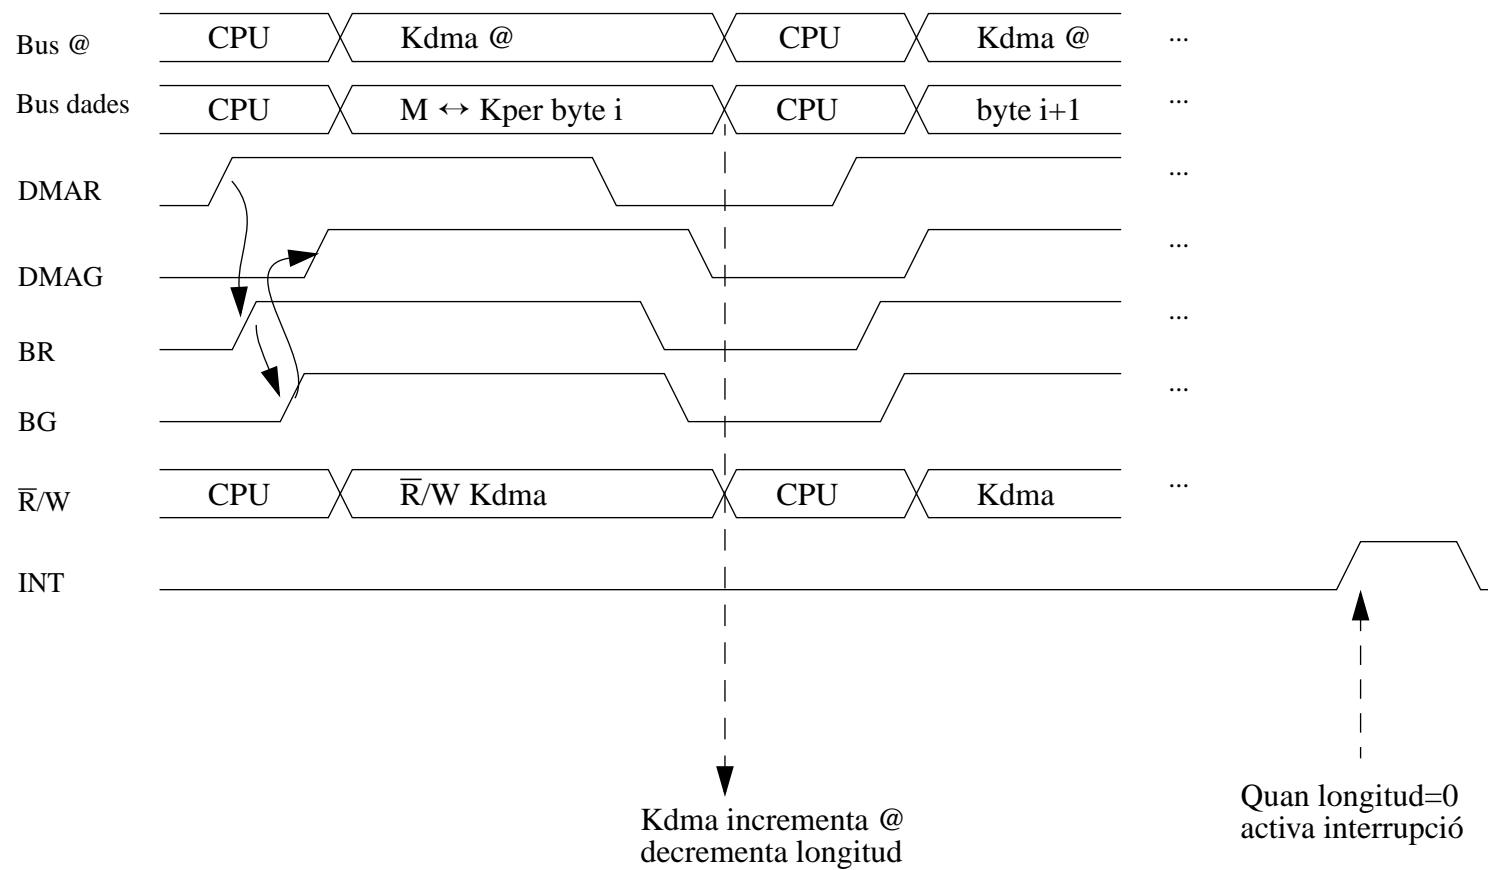 Bus @ CPU Kdma @ CPU Kdma @ ...
Bus dades CPU M ↔ Kper byte i CPU byte i+1 ...
DMAR ...
DMAG ...
BR ...
BG ...
R̅/W CPU R̅/W Kdma CPU Kdma ...
INT
Kdma incrementa @
decrementa longitud
Quan longitud=0
activa interrupció